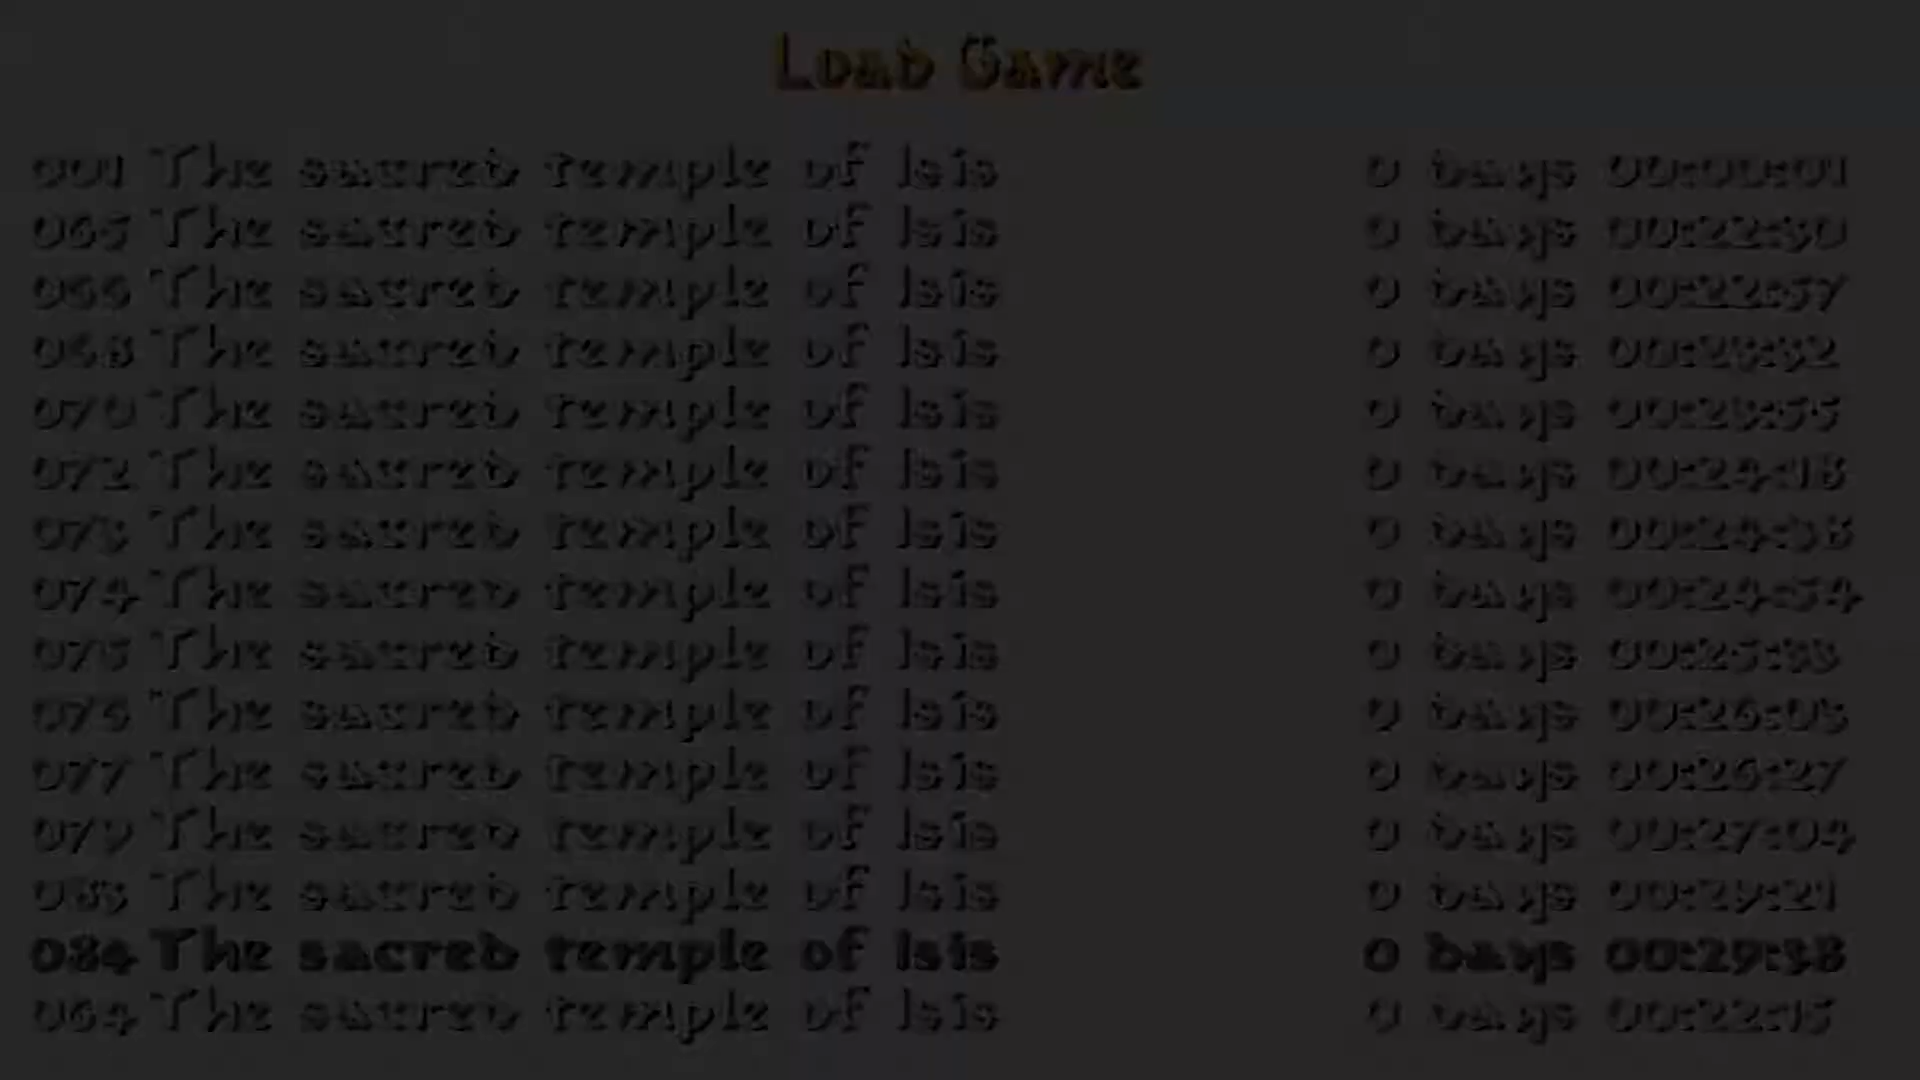 Load Game
001 The sacred temple of Isis 0 days 00:00:01
065 The sacred temple of Isis 0 days 00:22:30
066 The sacred temple of Isis 0 days 00:22:57
068 The sacred temple of Isis 0 days 00:23:32
070 The sacred temple of Isis 0 days 00:23:55
072 The sacred temple of Isis 0 days 00:24:18
073 The sacred temple of Isis 0 days 00:24:38
074 The sacred temple of Isis 0 days 00:24:54
075 The sacred temple of Isis 0 days 00:25:33
076 The sacred temple of Isis 0 days 00:26:03
077 The sacred temple of Isis 0 days 00:26:27
079 The sacred temple of Isis 0 days 00:27:04
083 The sacred temple of Isis 0 days 00:29:21
084 The sacred temple of Isis 0 days 00:29:38
064 The sacred temple of Isis 0 days 00:22:15